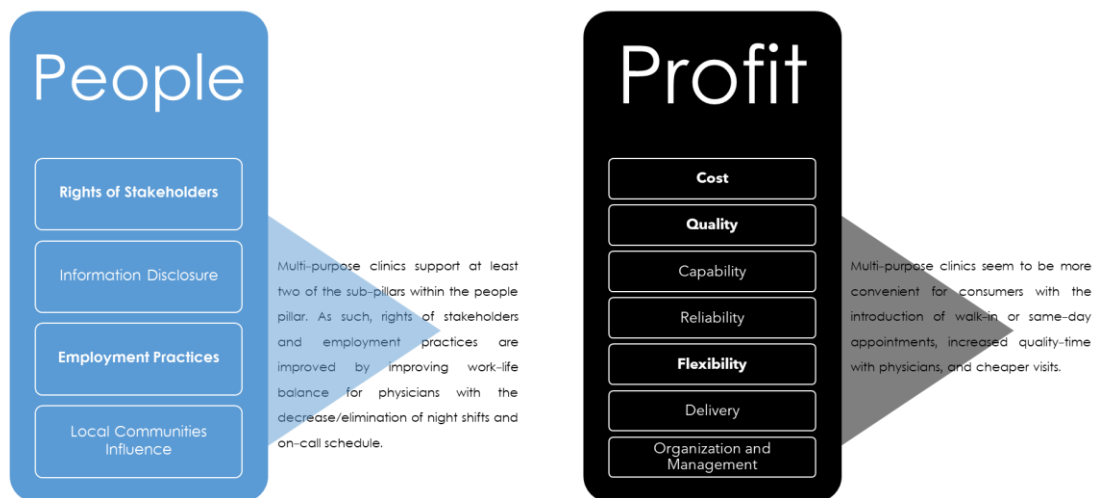 People
Rights of Stakeholders
Information Disclosure
Employment Practices
Local Communities
Influence
Multi-purpose clinics support at least
two of the sub-pillars within the people
pillar. As such, rights of stakeholders
and employment practices are
improved by improving work-life
balance for physicians with the
decrease/elimination of night shifts and
on-call schedule.
Profit
Cost
Quality
Capability
Reliability
Flexibility
Delivery
Organization and
Management
Multi-purpose clinics seem to be more
convenient for consumers with the
introduction of walk-in or same-day
appointments, increased quality-time
with physicians, and cheaper visits.